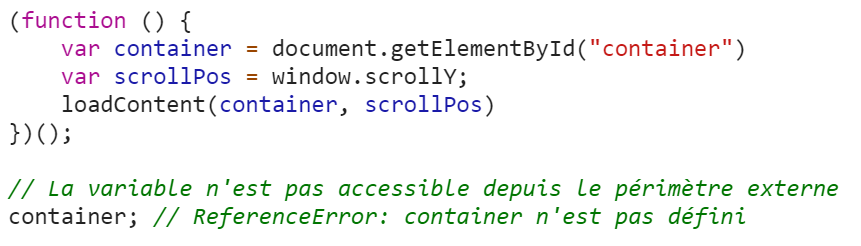 (function () {
    var container = document.getElementById("container")
    var scrollPos = window.scrollY;
    loadContent(container, scrollPos)
})();

// La variable n'est pas accessible depuis le périmètre externe
container; // ReferenceError: container n'est pas défini